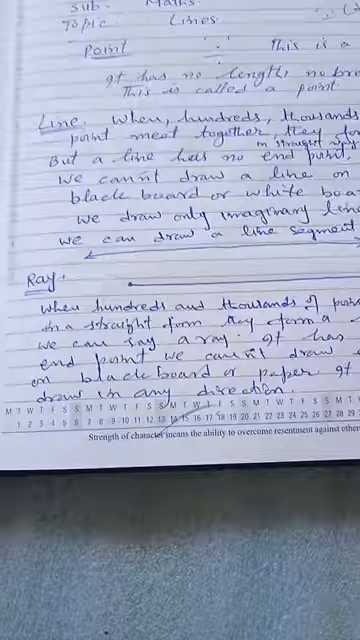 Sub. Maths
Topic Lines
Point This is a
It has no length, no bre
This is called a point.
Line. When, hundreds, thousands
point meet together, they for
in straight way
But a line has no end point,
We cann't draw a line on
black board or white boar
We draw only imaginary line
We can draw a line segment
Ray.
When hundreds and thousands of point
In a straight form they form a
we can say a ray. It has
end point we cann't draw
on black board or paper It
draw in any direction.
M T W T F S S M T W T F S S M T W T F S S M T W T F S S M T
1 2 3 4 5 6 7 8 9 10 11 12 13 14 15 16 17 18 19 20 21 22 23 24 25 26 27 28 29
Strength of character means the ability to overcome resentment against other